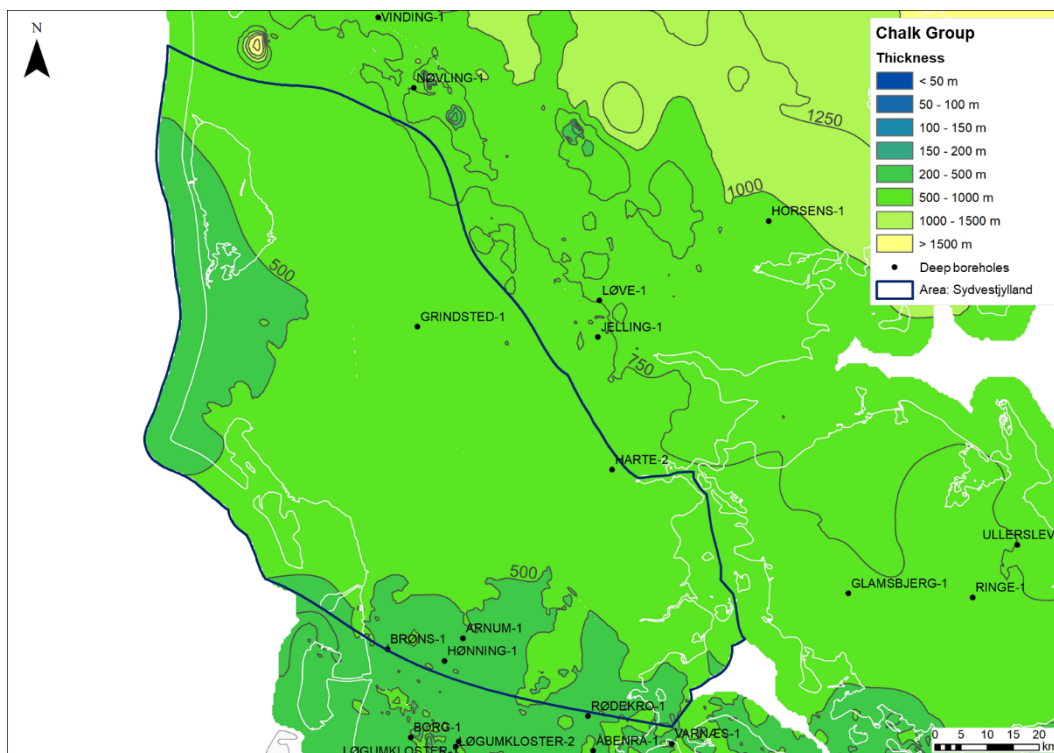 N
VINDING-1
NØVLING-1
1250
1000
HORSENS-1
500
LØVE-1
GRINDSTED-1
JELLING-1
750
HARTE-2
ULLERSLEV
500
GLAMSBJERG-1
RINGE-1
ARNUM-1
BRØNS-1
HØNNING-1
RØDEKRO-1
BORG-1
VARNÆS-1
LØGUMKLOSTER-2
ÅBENRÅ-1
LØGUMKLOSTER-1
Chalk Group
Thickness
< 50 m
50 - 100 m
100 - 150 m
150 - 200 m
200 - 500 m
500 - 1000 m
1000 - 1500 m
> 1500 m
Deep boreholes
Area: Sydvestjylland
0 5 10 20